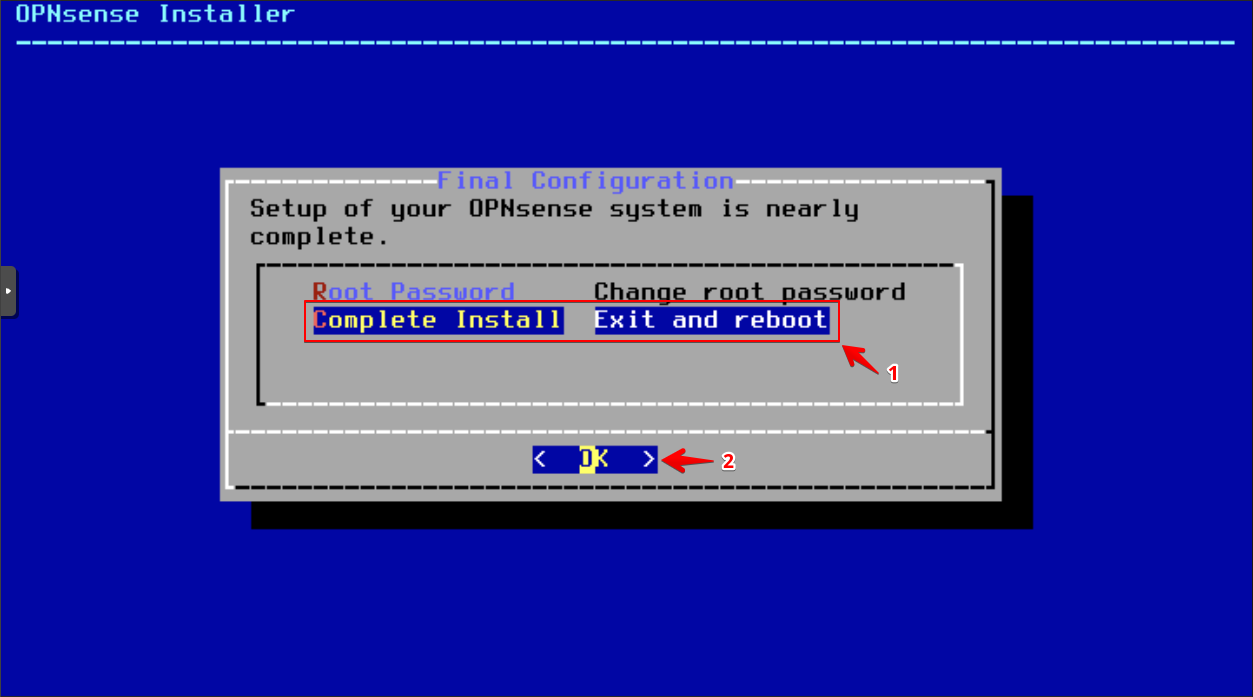 OPNsense Installer
Final Configuration
Setup of your OPNsense system is nearly
complete.
Root Password Change root password
Complete Install Exit and reboot
1
< OK >
2